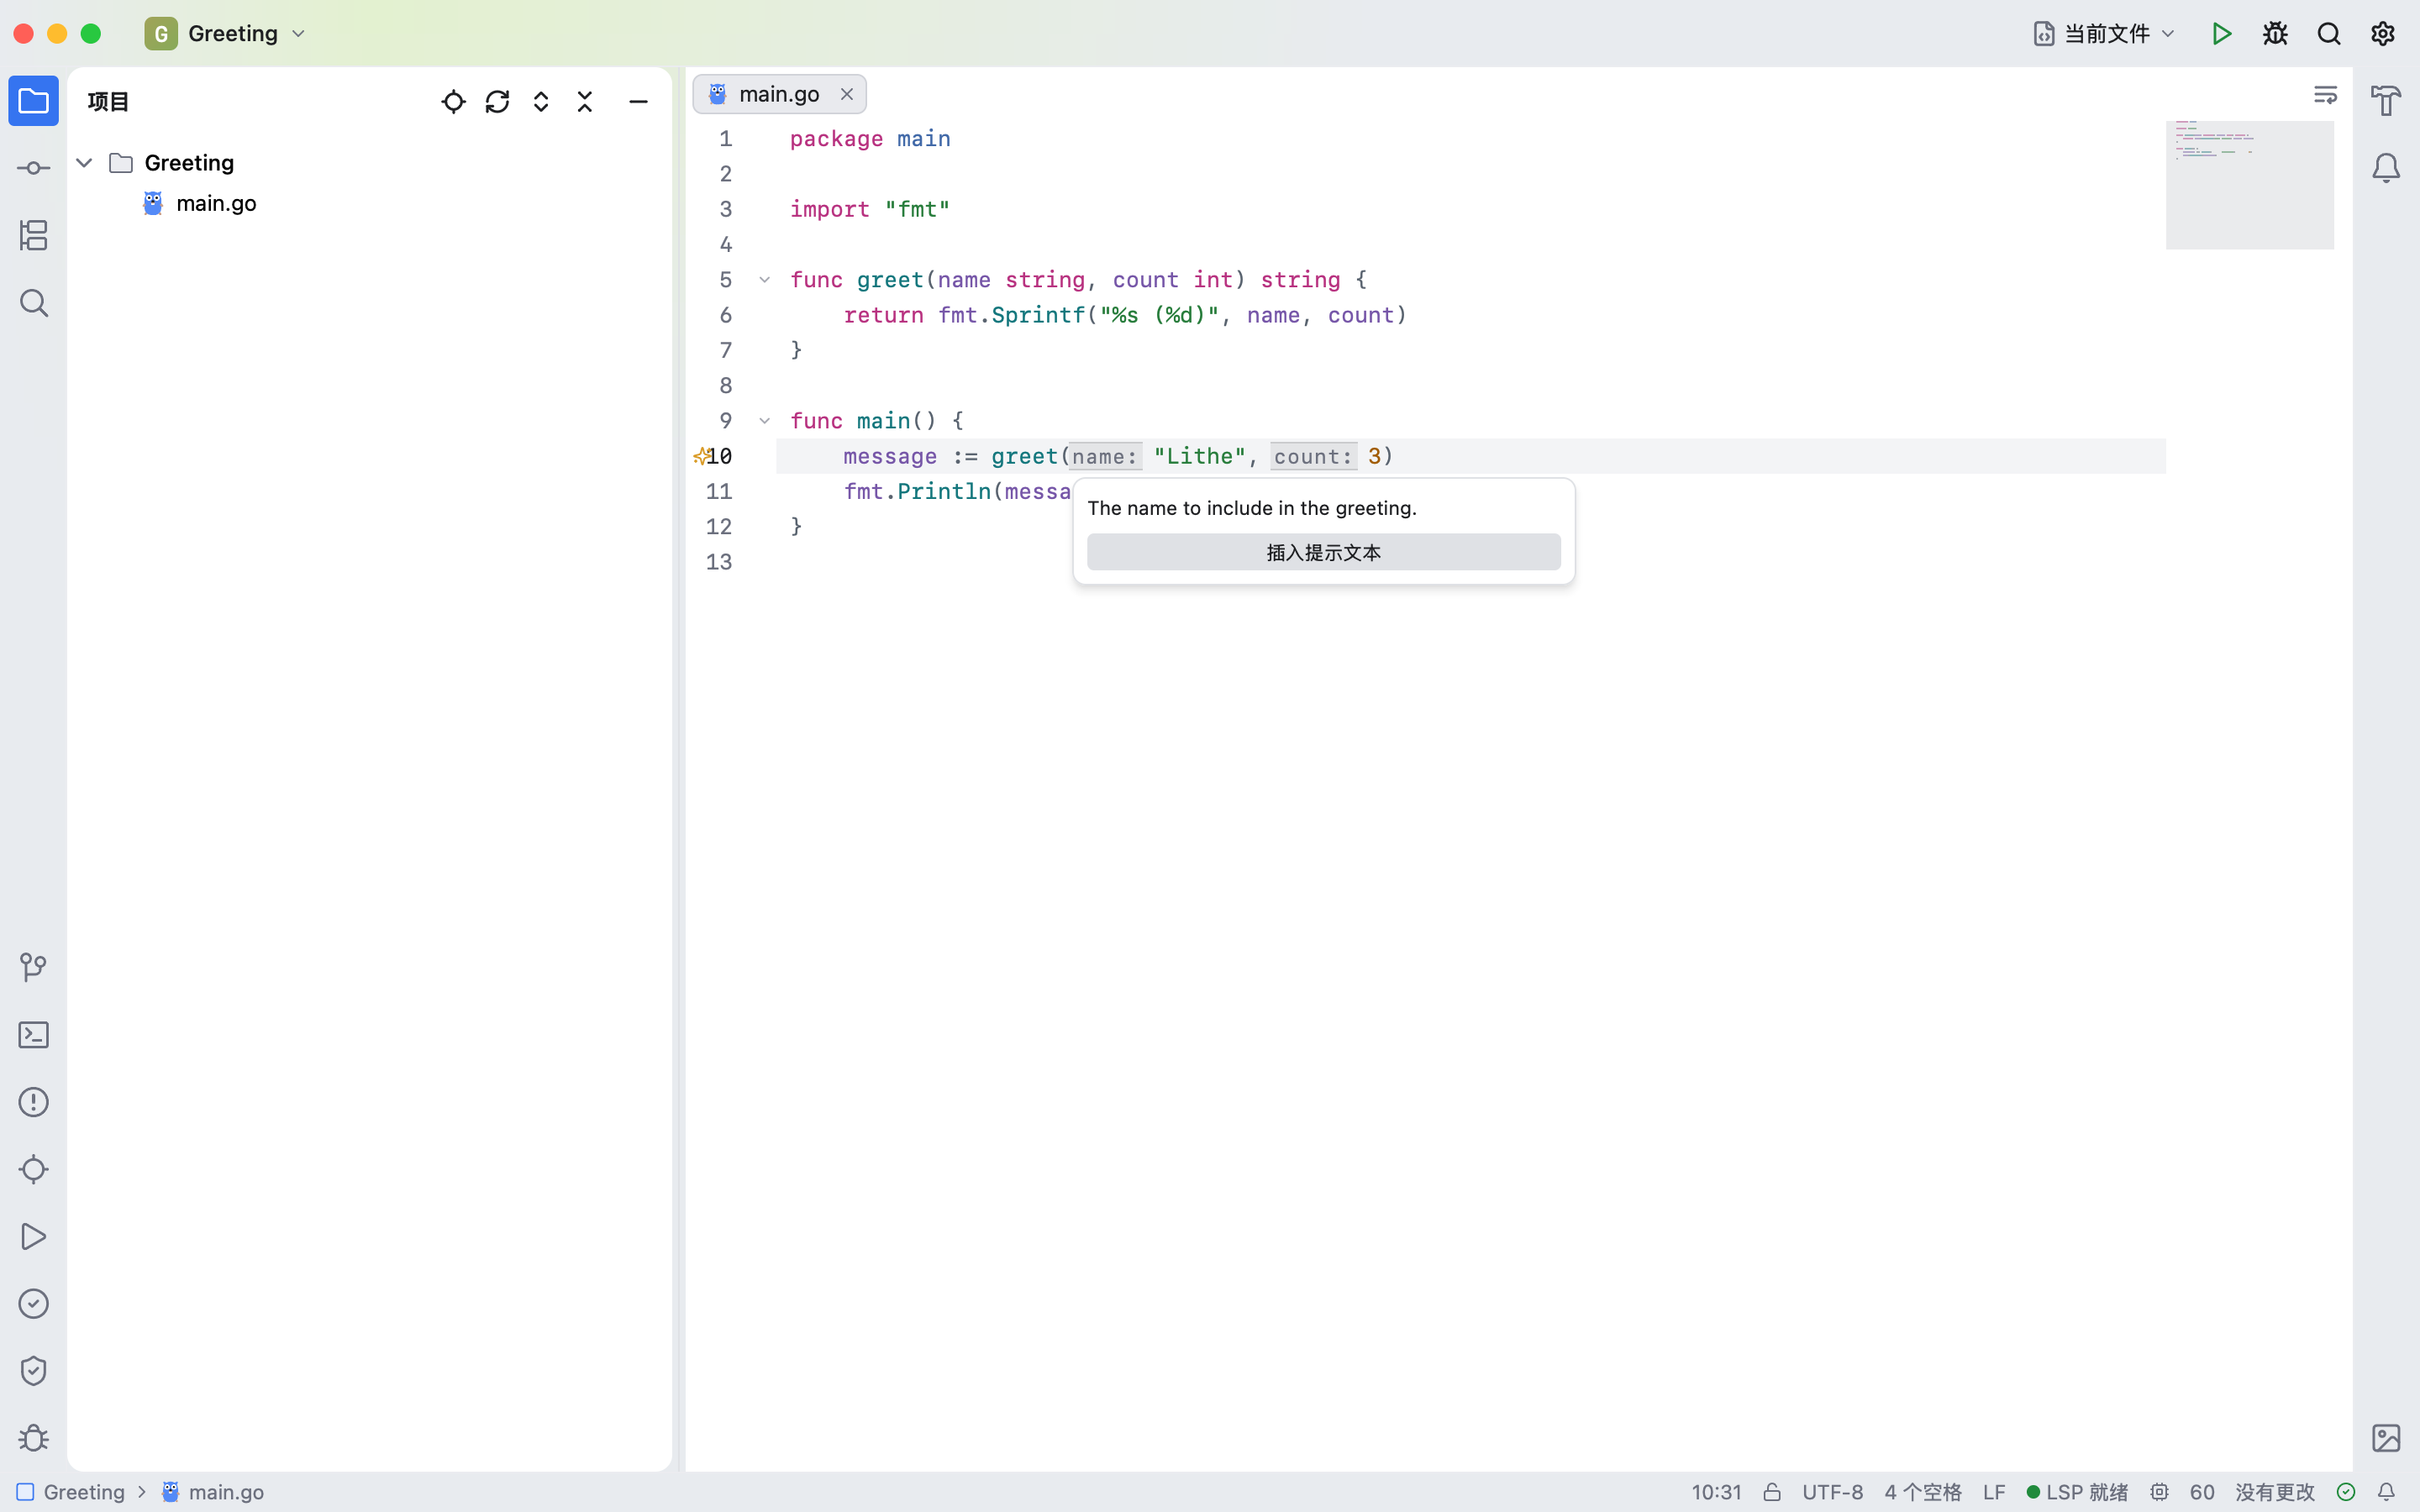 G Greeting
当前文件
项目
main.go
Greeting
main.go
1 package main
2
3 import "fmt"
4
5 func greet(name string, count int) string {
6 return fmt.Sprintf("%s (%d)", name, count)
7 }
8
9 func main() {
10 message := greet(name: "Lithe", count: 3)
11 fmt.Println(messa
12 }
13
The name to include in the greeting.
插入提示文本
Greeting > main.go
10:31 UTF-8 4 个空格 LF LSP 就绪 60 没有更改